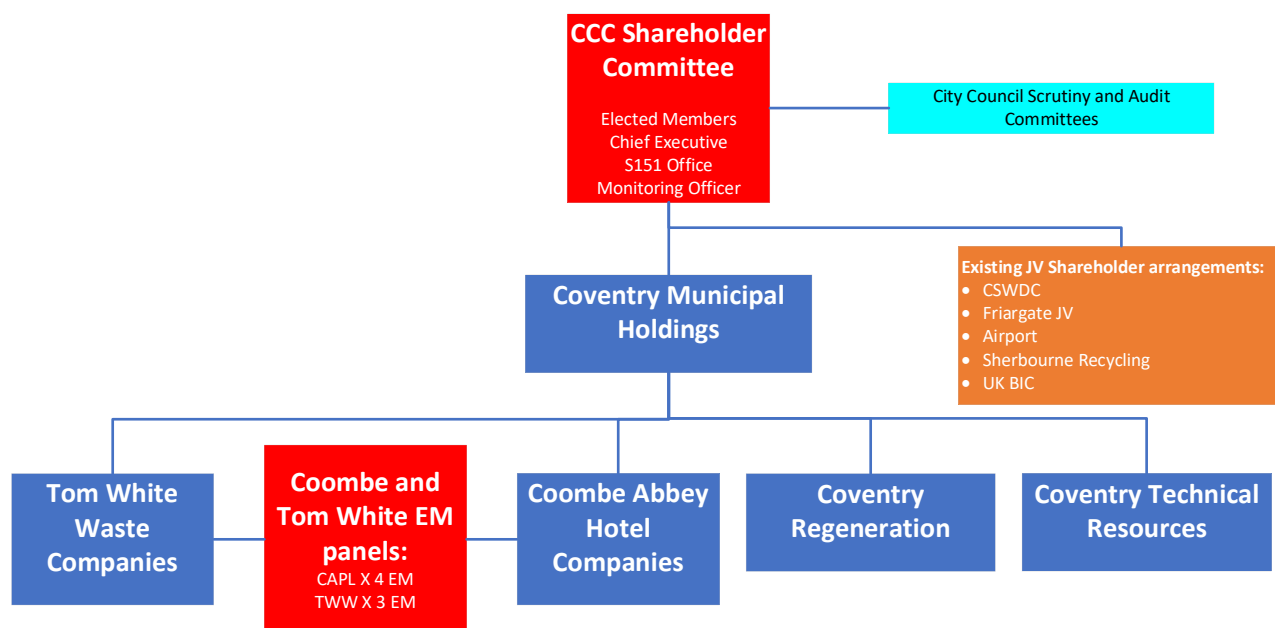 CCC Shareholder
Committee
Elected Members
Chief Executive
S151 Office
Monitoring Officer
City Council Scrutiny and Audit
Committees
Coventry Municipal
Holdings
Existing JV Shareholder arrangements:
• CSWDC
• Friargate JV
• Airport
• Sherbourne Recycling
• UK BIC
Tom White
Waste
Companies
Coombe and
Tom White EM
panels:
CAPL X 4 EM
TWW X 3 EM
Coombe Abbey
Hotel
Companies
Coventry
Regeneration
Coventry Technical
Resources